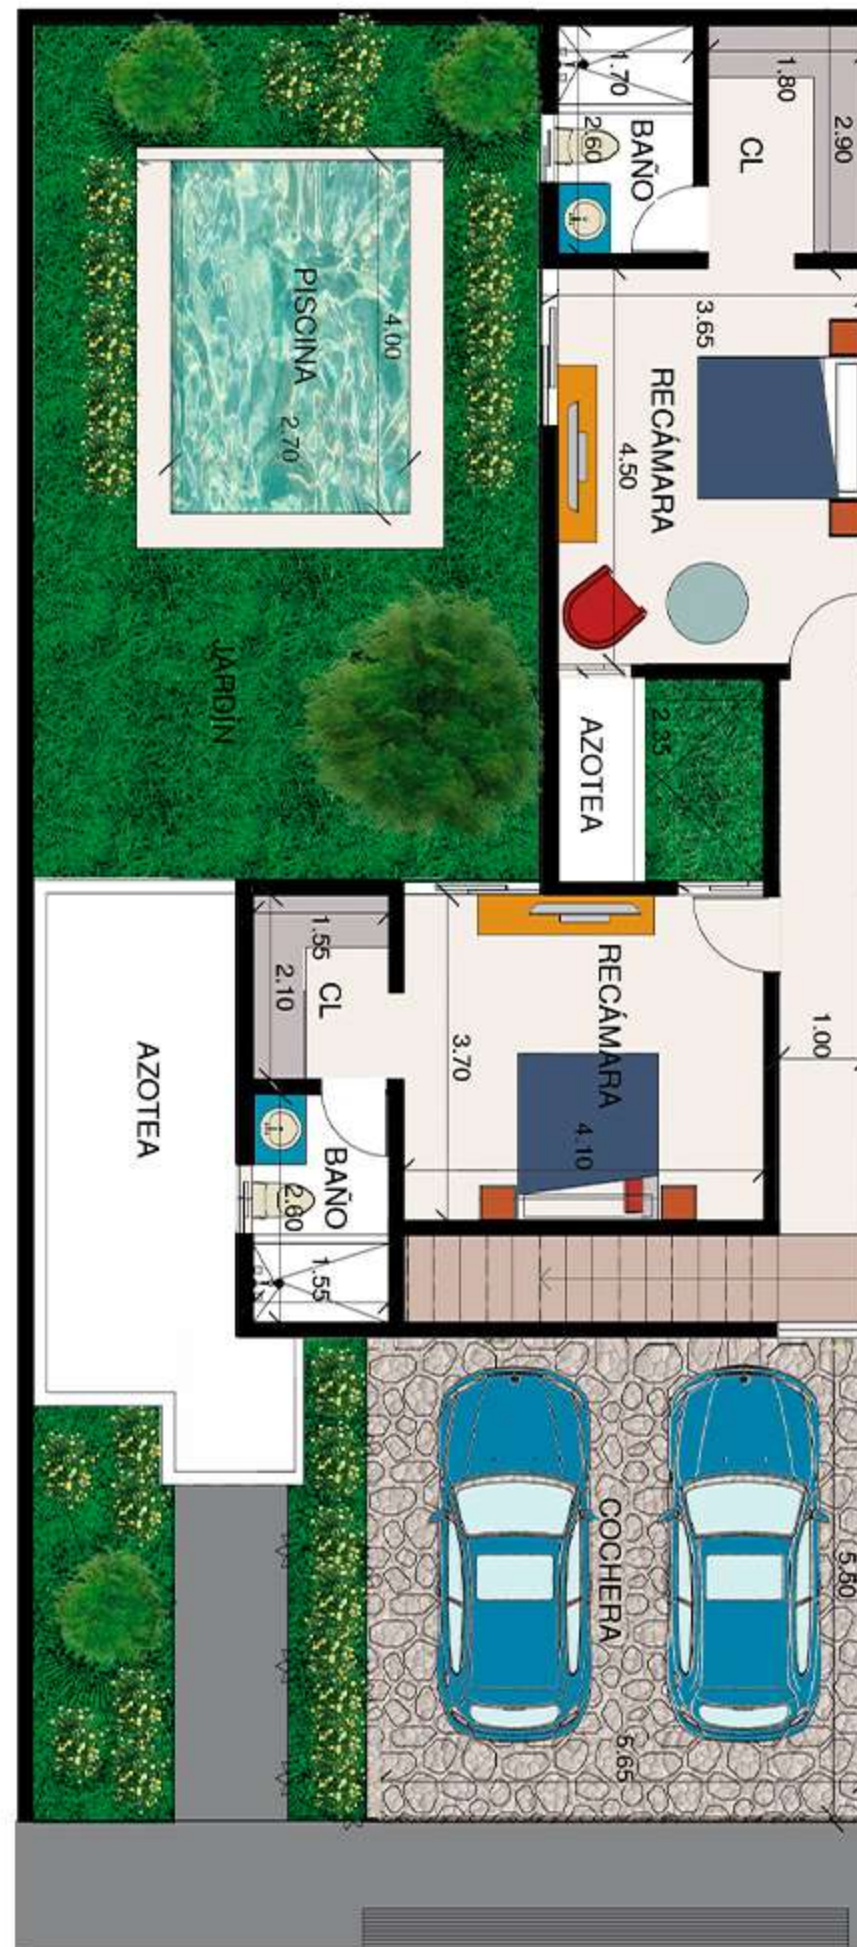 1.70
2.60
BAÑO
1.80
CL
2.90
PISCINA
4.00
2.70
3.65
RECÁMARA
4.50
JARDÍN
AZOTEA
2.35
1.55
2.10
CL
RECÁMARA
3.70
4.10
1.00
AZOTEA
BAÑO
2.60
1.55
COCHERA
5.50
5.65